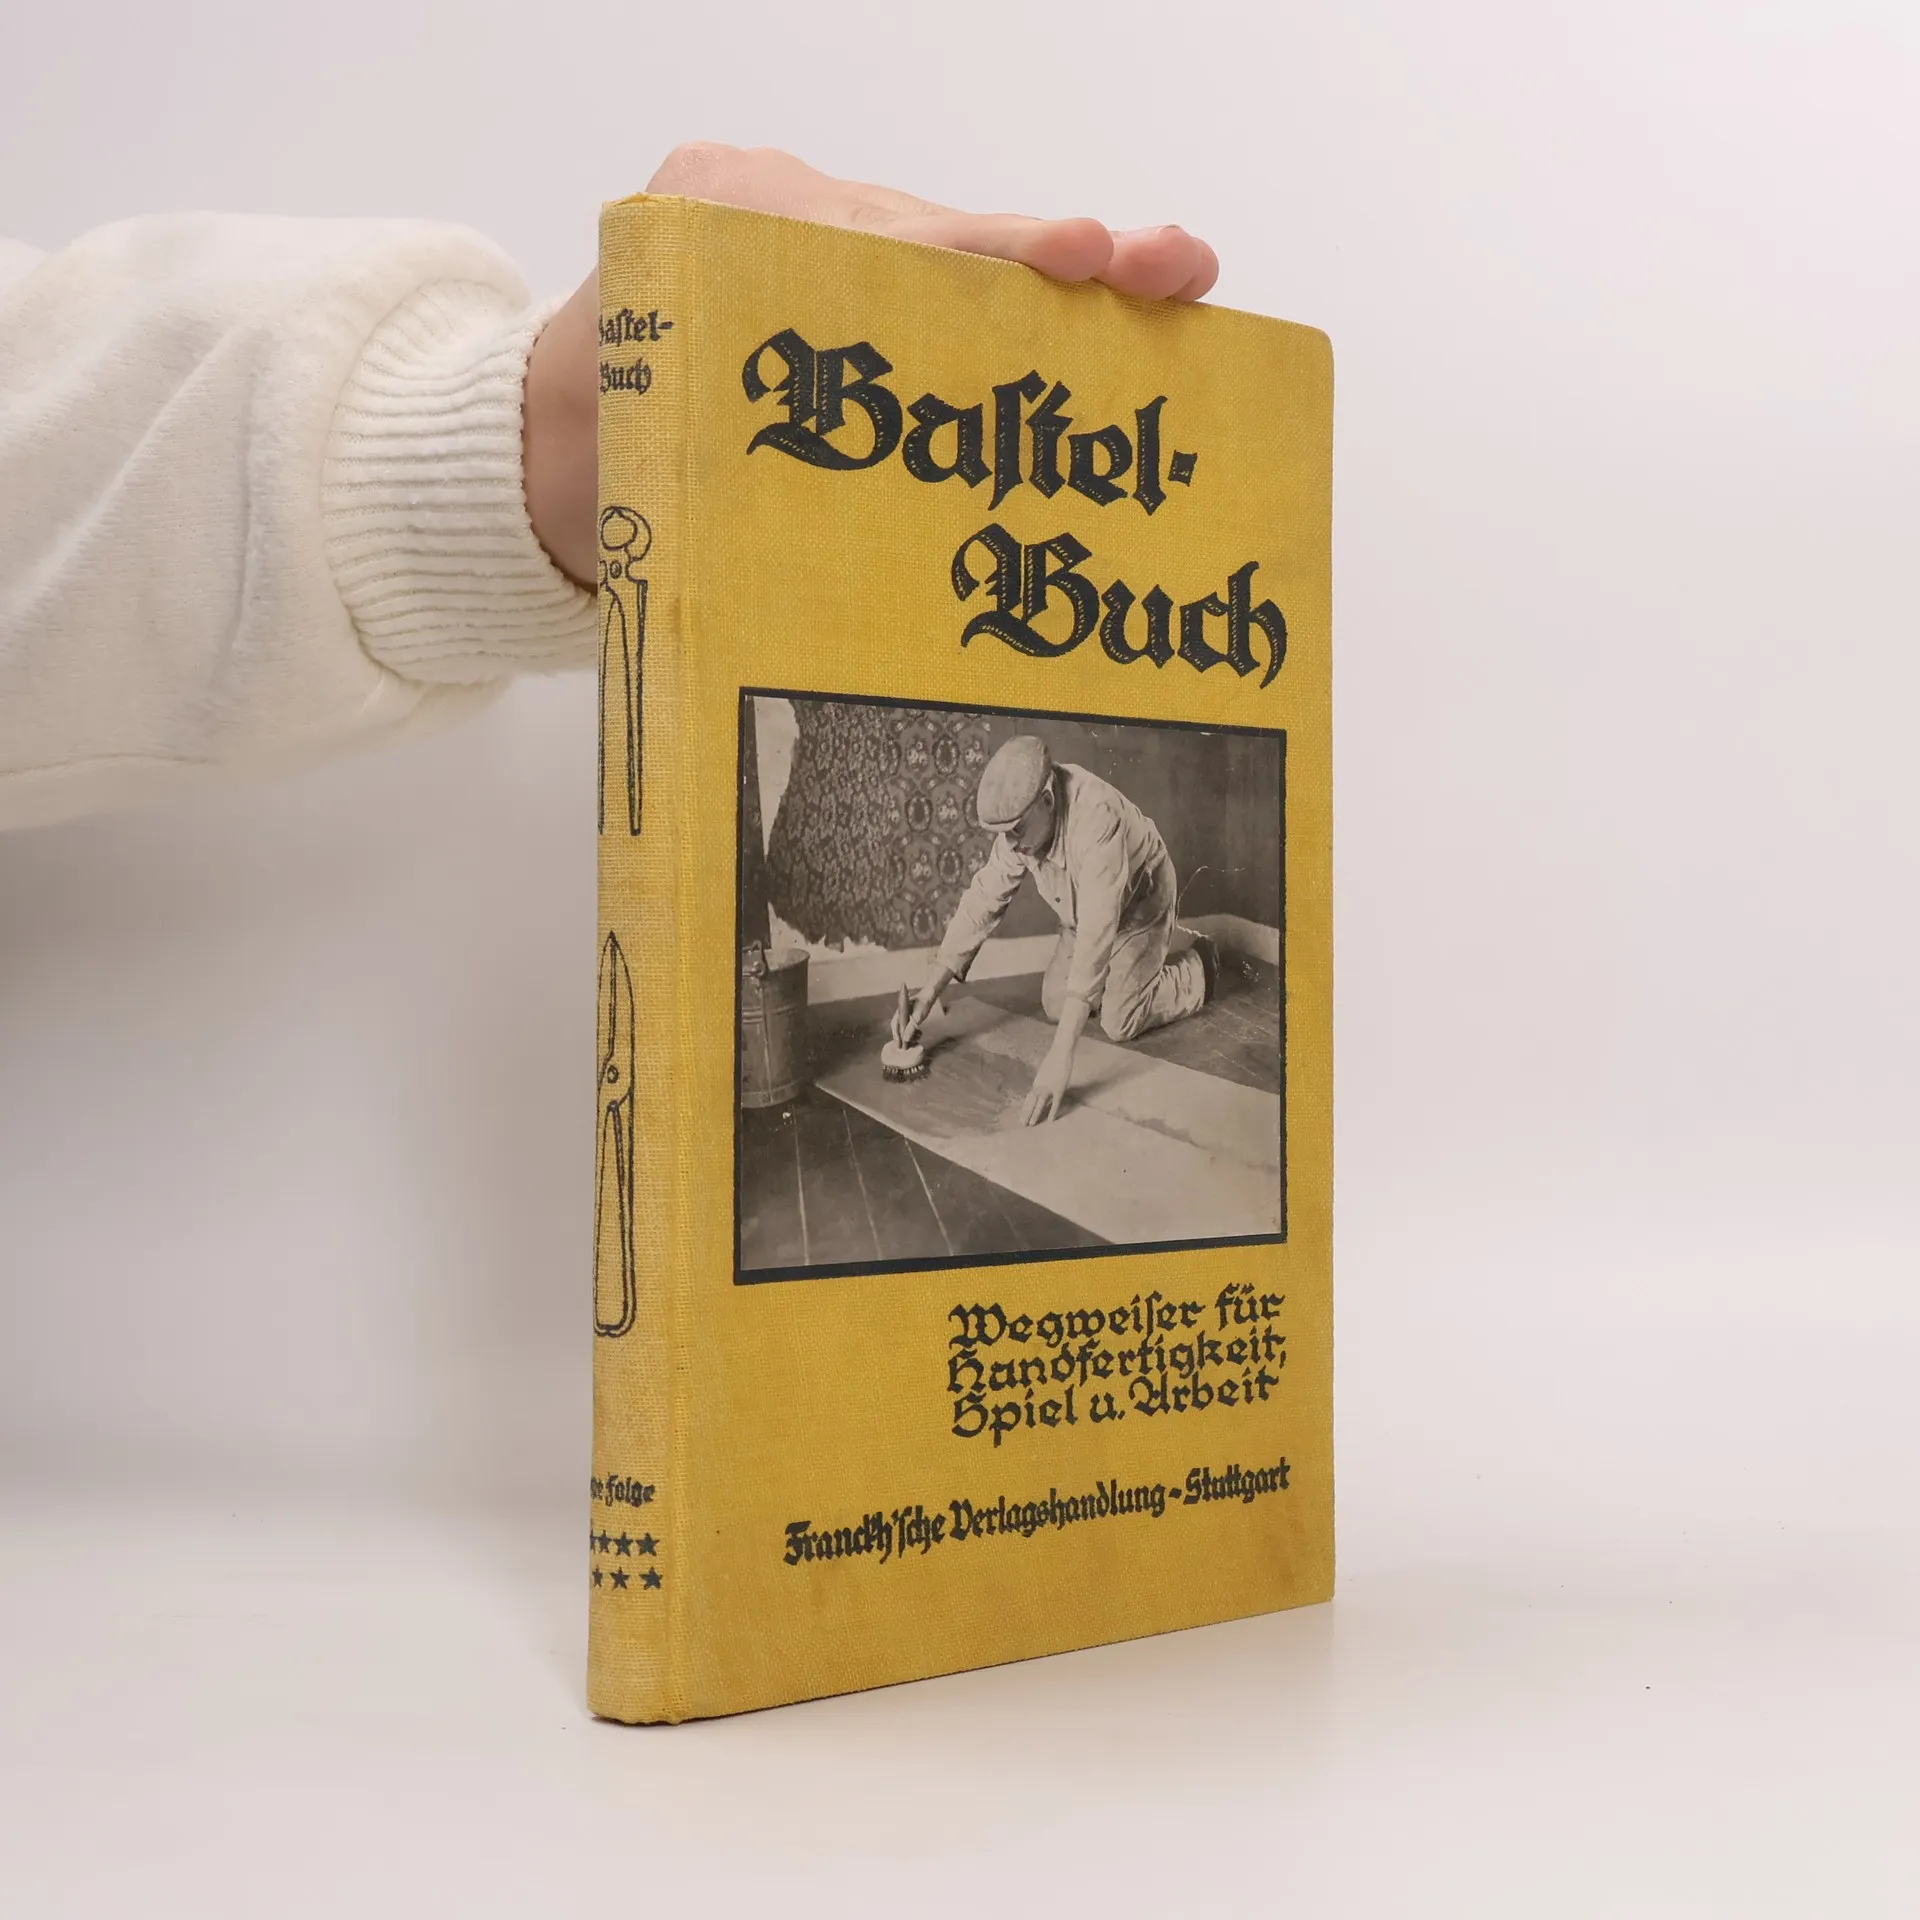 Bastel-
Buch
Bastel-
Buch
Wegweiser für
Handfertigkeit,
Spiel u. Arbeit
Franckh'sche Verlagshandlung - Stuttgart
Folge
★★★★
★★★